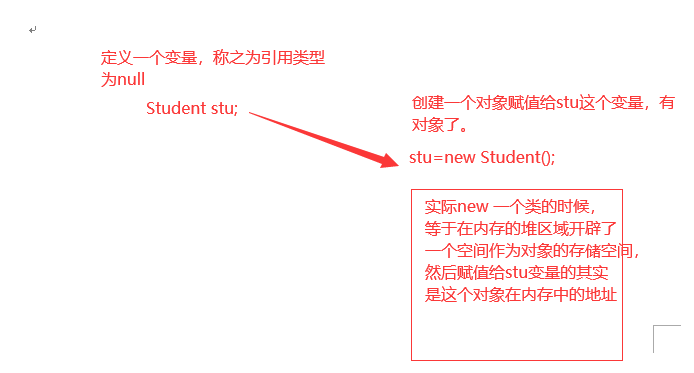 定义一个变量，称之为引用类型
为null
Student stu;
创建一个对象赋值给stu这个变量，有
对象了。
stu=new Student();
实际new 一个类的时候，
等于在内存的堆区域开辟了
一个空间作为对象的存储空间，
然后赋值给stu变量的其实
是这个对象在内存中的地址